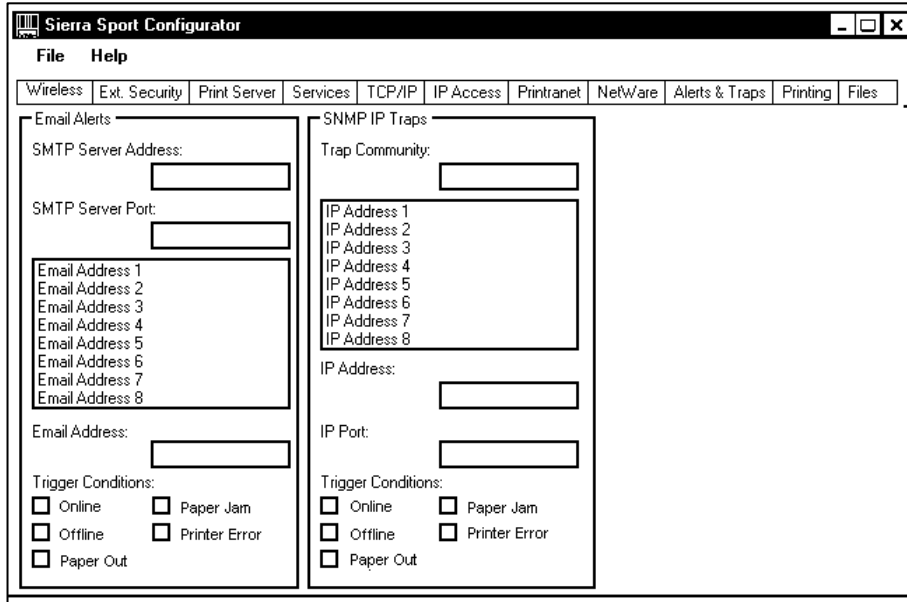 Sierra Sport Configurator
File Help
Wireless Ext. Security Print Server Services TCP/IP IP Access Printranet NetWare Alerts & Traps Printing Files
Email Alerts
SMTP Server Address:
SMTP Server Port:
Email Address 1
Email Address 2
Email Address 3
Email Address 4
Email Address 5
Email Address 6
Email Address 7
Email Address 8
Email Address:
Trigger Conditions:
Online Paper Jam
Offline Printer Error
Paper Out
SNMP IP Traps
Trap Community:
IP Address 1
IP Address 2
IP Address 3
IP Address 4
IP Address 5
IP Address 6
IP Address 7
IP Address 8
IP Address:
IP Port:
Trigger Conditions:
Online Paper Jam
Offline Printer Error
Paper Out